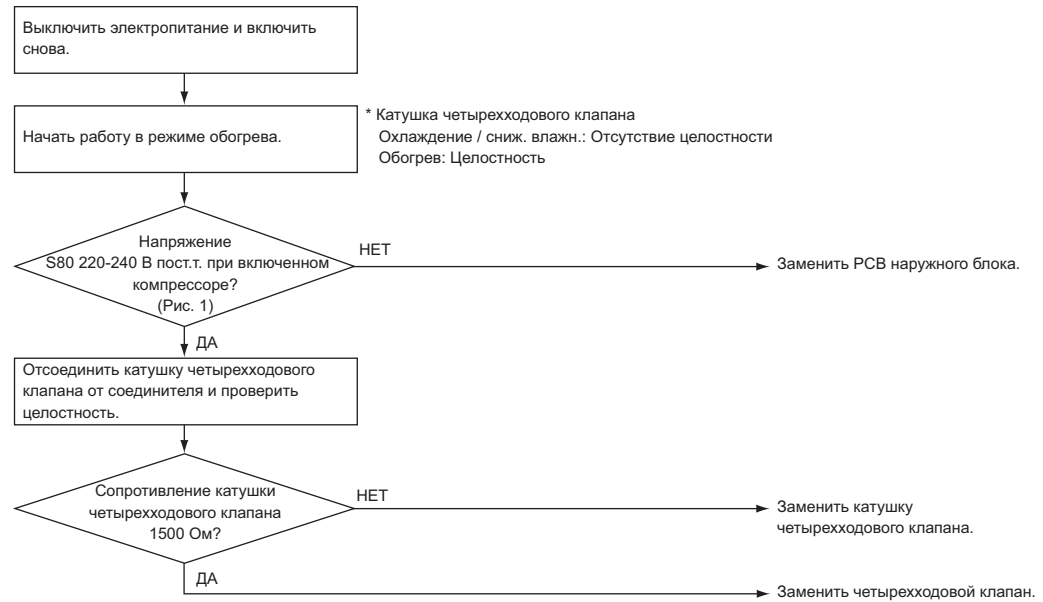 Выключить электропитание и включить
снова.
Начать работу в режиме обогрева.
* Катушка четырехходового клапана
Охлаждение / сниж. влажн.: Отсутствие целостности
Обогрев: Целостность
Напряжение
S80 220-240 В пост.т. при включенном
компрессоре?
(Рис. 1)
НЕТ
Заменить PCB наружного блока.
ДА
Отсоединить катушку четырехходового
клапана от соединителя и проверить
целостность.
Сопротивление катушки
четырехходового клапана
1500 Ом?
НЕТ
Заменить катушку
четырехходового клапана.
ДА
Заменить четырехходовой клапан.